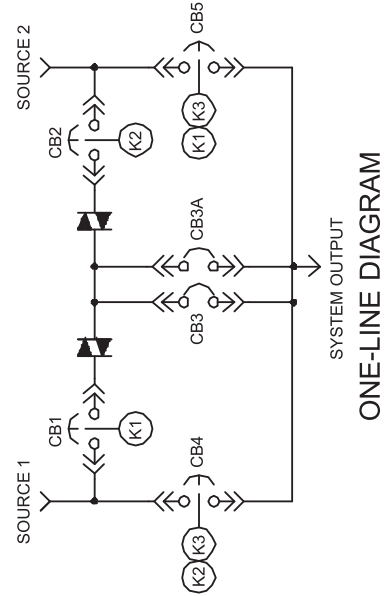 SOURCE 1
SOURCE 2
CB1
CB2
K1
K2
CB4
K2 K3
CB3
CB3A
K1 K3
CB5
SYSTEM OUTPUT
ONE-LINE DIAGRAM